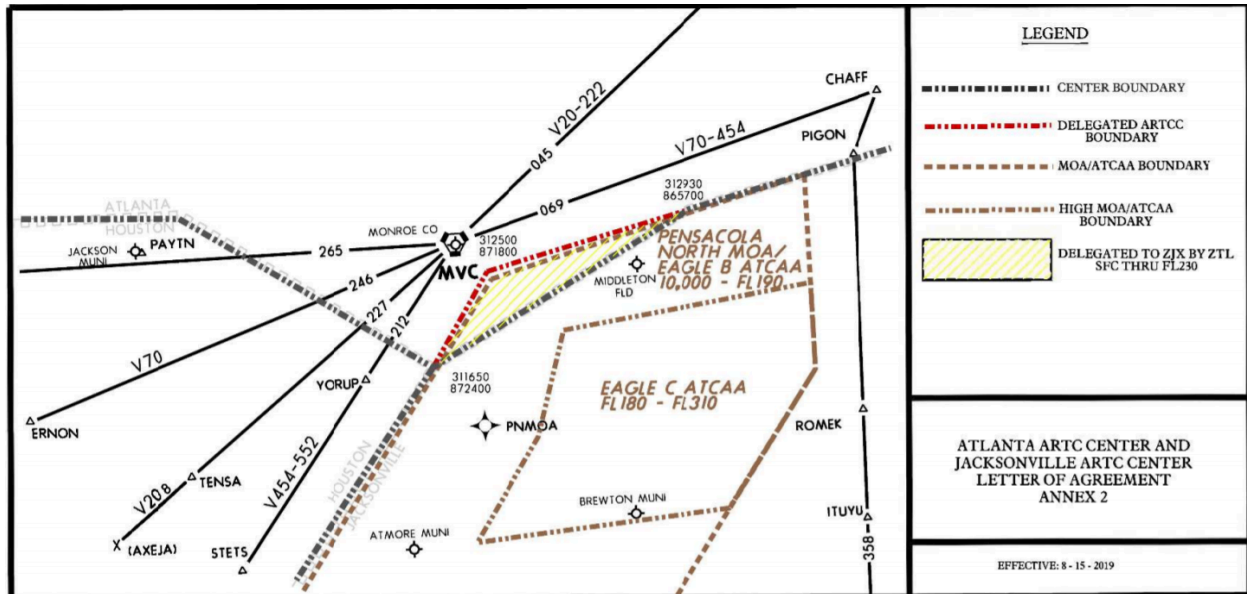 V20-222
045
CHAFF
V70-454
PIGON
069
312930
865700
ATLANTA
HOUSTON
MONROE CO
312500
871800
MVC
JACKSON
MUNI
PAYTN
265
246
227
212
PENSACOLA
NORTH MOA/
EAGLE B ATCAA
10,000 - FL190
MIDDLETON
FLD
V70
YORUP
311650
872400
EAGLE C ATCAA
FL180 - FL310
ERNON
PNMOA
ROMEK
HOUSTON
JACKSONVILLE
V454-552
TENSA
V20
(AXEJA)
STETS
BREWTON MUNI
ATMORE MUNI
ITUYU
358
LEGEND
CENTER BOUNDARY
DELEGATED ARTCC
BOUNDARY
MOA/ATCAA BOUNDARY
HIGH MOA/ATCAA
BOUNDARY
DELEGATED TO ZJX BY ZTL
SFC THRU FL230
ATLANTA ARTC CENTER AND
JACKSONVILLE ARTC CENTER
LETTER OF AGREEMENT
ANNEX 2
EFFECTIVE: 8 - 15 - 2019